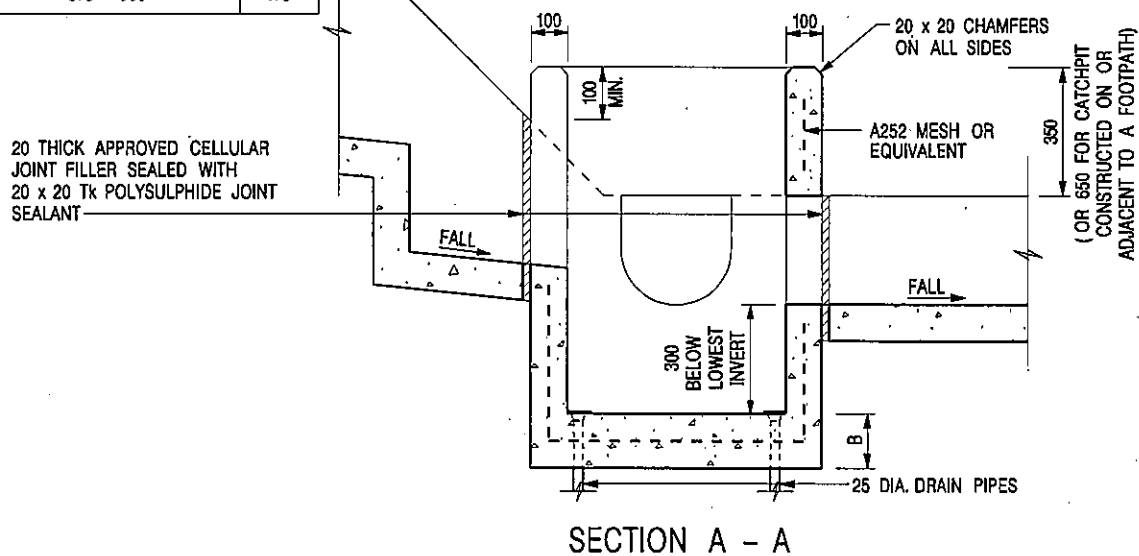 100
100
20 x 20 CHAMFERS
ON ALL SIDES
100
MIN.
350
(OR 650 FOR CATCHPIT
CONSTRUCTED ON OR
ADJACENT TO A FOOTPATH)
A252 MESH OR
EQUIVALENT
20 THICK APPROVED CELLULAR
JOINT FILLER SEALED WITH
20 x 20 Tk POLYSULPHIDE JOINT
SEALANT
FALL
FALL
300
BELOW
LOWEST
INVERT
B
25 DIA. DRAIN PIPES
SECTION A - A